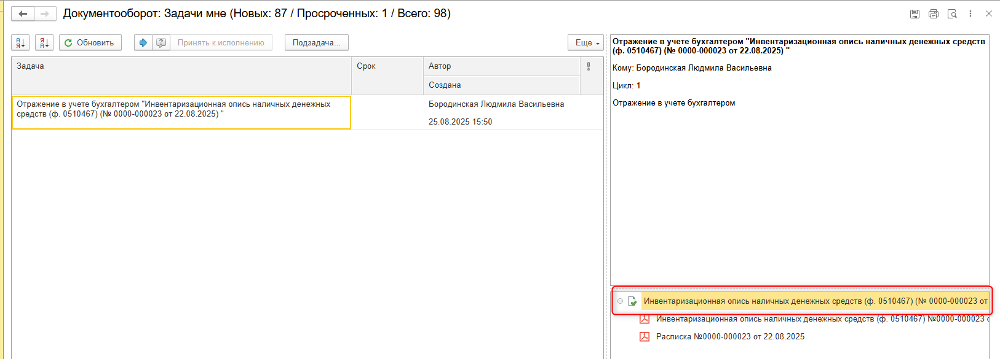 Документооборот: Задачи мне (Новых: 87 / Просроченных: 1 / Всего: 98)
Обновить
Принять к исполнению
Подзадача...
Еще
Задача
Срок
Автор
Создана
Отражение в учете бухгалтером "Инвентаризационная опись наличных денежных
средств (ф. 0510467) (№ 0000-000023 от 22.08.2025) "
Бородинская Людмила Васильевна
25.08.2025 15:50
Отражение в учете бухгалтером "Инвентаризационная опись наличных денежных средств
(ф. 0510467) (№ 0000-000023 от 22.08.2025) "
Кому: Бородинская Людмила Васильевна
Цикл: 1
Отражение в учете бухгалтером
Инвентаризационная опись наличных денежных средств (ф. 0510467) (№ 0000-000023 от
Инвентаризационная опись наличных денежных средств (ф. 0510467) №0000-000023 о
Расписка №0000-000023 от 22.08.2025